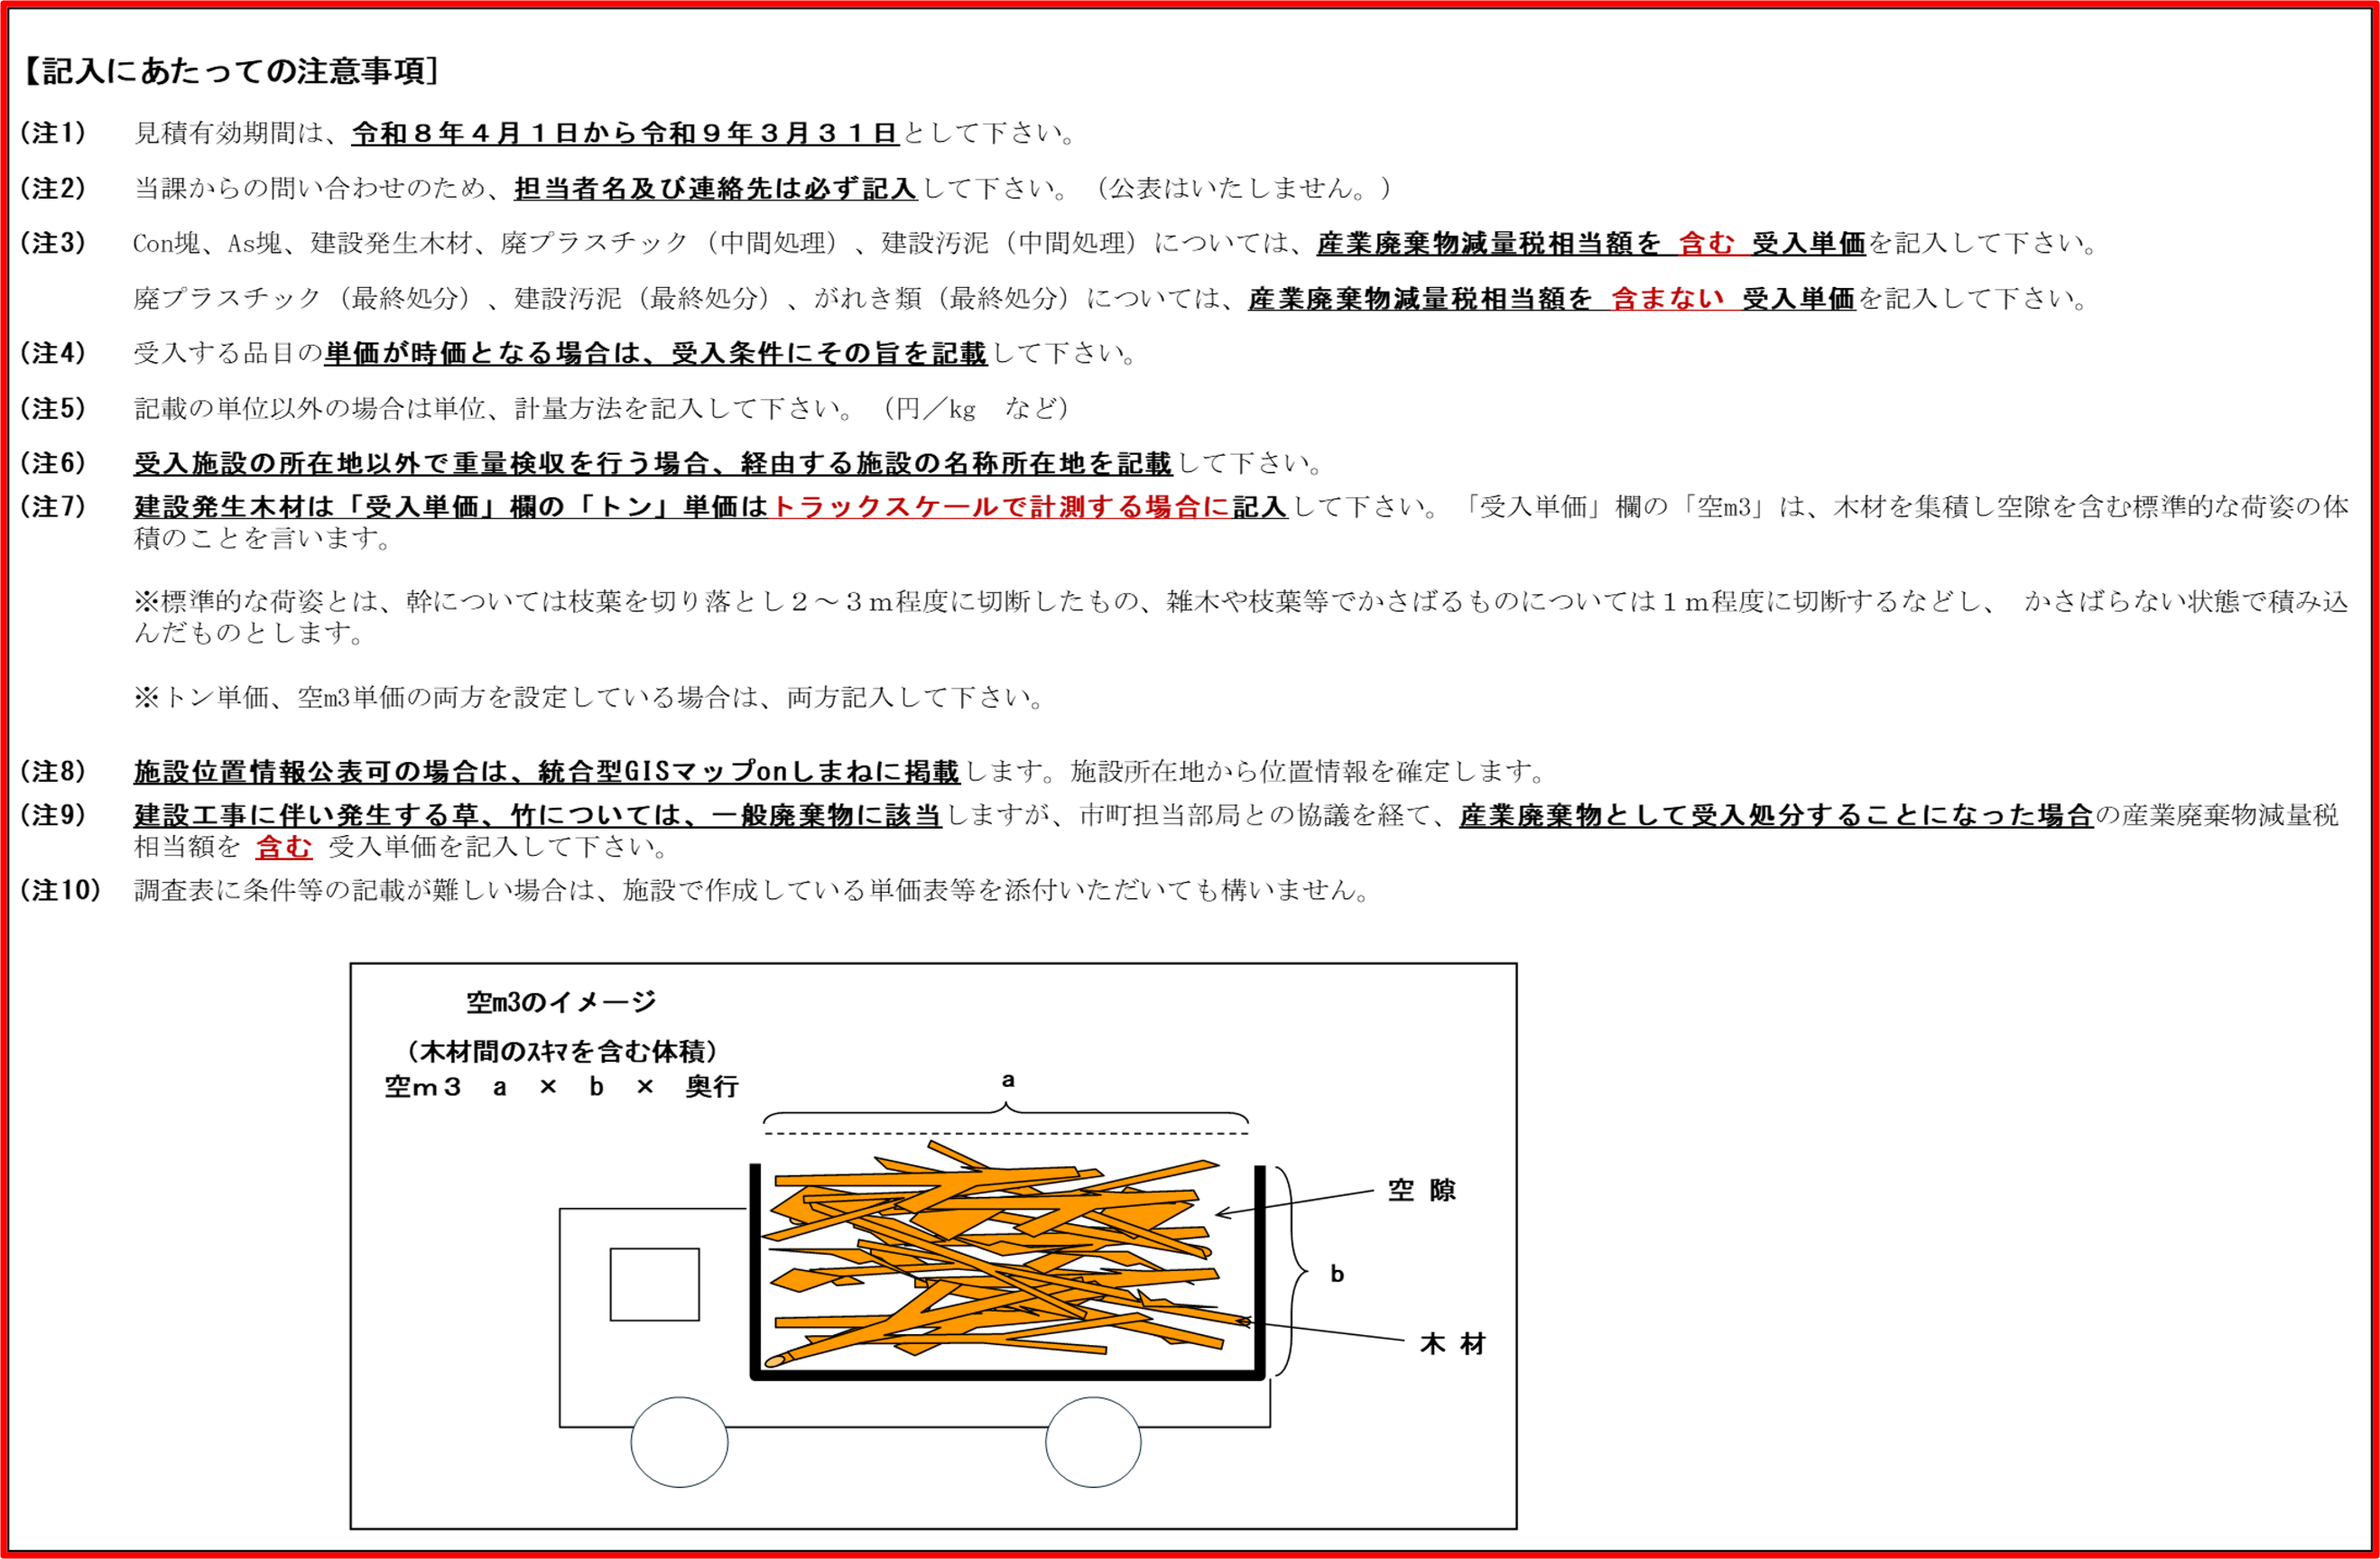 【記入にあたっての注意事項］
（注1）　見積有効期間は、令和８年４月１日から令和９年３月３１日として下さい。
（注2）　当課からの問い合わせのため、担当者名及び連絡先は必ず記入して下さい。（公表はいたしません。）
（注3）　Con塊、As塊、建設発生木材、廃プラスチック（中間処理）、建設汚泥（中間処理）については、産業廃棄物減量税相当額を 含む 受入単価を記入して下さい。
廃プラスチック（最終処分）、建設汚泥（最終処分）、がれき類（最終処分）については、産業廃棄物減量税相当額を 含まない 受入単価を記入して下さい。
（注4）　受入する品目の単価が時価となる場合は、受入条件にその旨を記載して下さい。
（注5）　記載の単位以外の場合は単位、計量方法を記入して下さい。（円／kg　など）
（注6）　受入施設の所在地以外で重量検収を行う場合、経由する施設の名称所在地を記載して下さい。
（注7）　建設発生木材は「受入単価」欄の「トン」単価はトラックスケールで計測する場合に記入して下さい。「受入単価」欄の「空m3」は、木材を集積し空隙を含む標準的な荷姿の体
積のことを言います。
※標準的な荷姿とは、幹については枝葉を切り落とし２～３ｍ程度に切断したもの、雑木や枝葉等でかさばるものについては１ｍ程度に切断するなどし、　かさばらない状態で積み込
んだものとします。
※トン単価、空m3単価の両方を設定している場合は、両方記入して下さい。
（注8）　施設位置情報公表可の場合は、統合型GISマップonしまねに掲載します。施設所在地から位置情報を確定します。
（注9）　建設工事に伴い発生する草、竹については、一般廃棄物に該当しますが、市町担当部局との協議を経て、産業廃棄物として受入処分することになった場合の産業廃棄物減量税
相当額を 含む 受入単価を記入して下さい。
（注10）　調査表に条件等の記載が難しい場合は、施設で作成している単価表等を添付いただいても構いません。
空m3のイメージ
（木材間のｽｷﾏを含む体積）
空ｍ３　a　×　b　×　奥行
a
空 隙
b
木 材